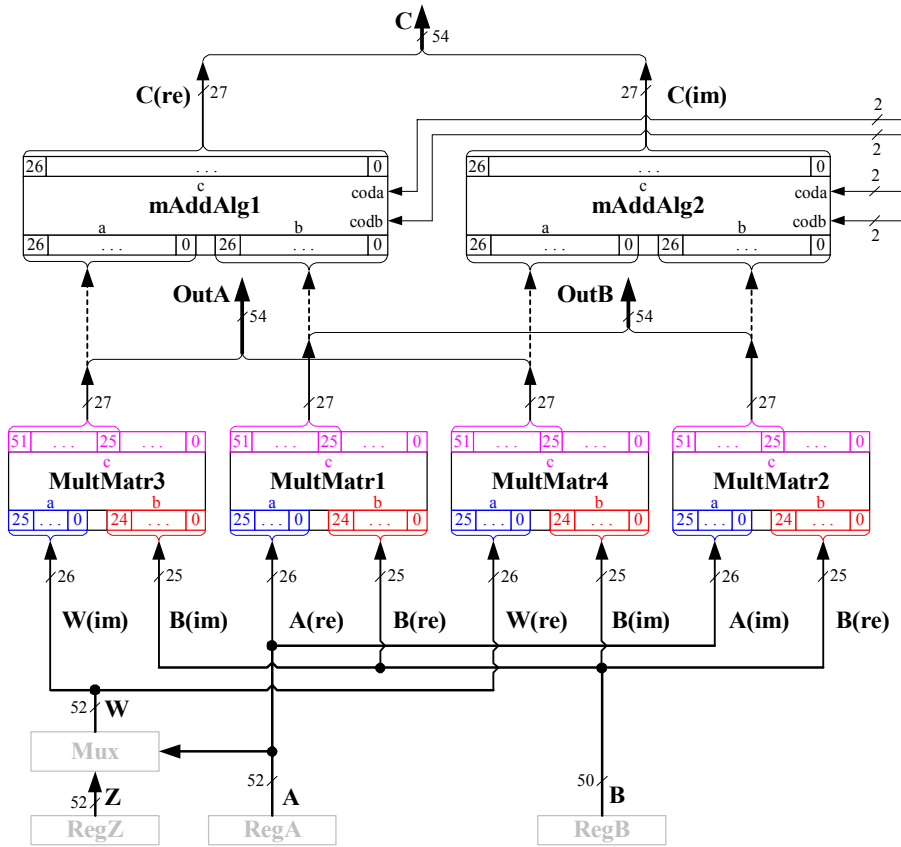 C
54
C(re)
27
27
C(im)
2
2
26 . . . 0
26 . . . 0
c
c
mAddAlg1
coda
mAddAlg2
coda
2
codb
codb
2
a
b
a
b
26 . . . 0
26 . . . 0
26 . . . 0
26 . . . 0
OutA
54
OutB
54
27
27
27
27
51 . . . 25 . . . 0
51 . . . 25 . . . 0
51 . . . 25 . . . 0
51 . . . 25 . . . 0
c
c
c
c
MultMatr3
MultMatr1
MultMatr4
MultMatr2
a
b
a
b
a
b
a
b
25 . . . 0
24 . . . 0
25 . . . 0
24 . . . 0
25 . . . 0
24 . . . 0
25 . . . 0
24 . . . 0
26
25
26
25
26
25
26
25
W(im)
B(im)
A(re)
B(re)
W(re)
B(im)
A(im)
B(re)
52
W
Mux
52
Z
52
A
50
B
RegZ
RegA
RegB